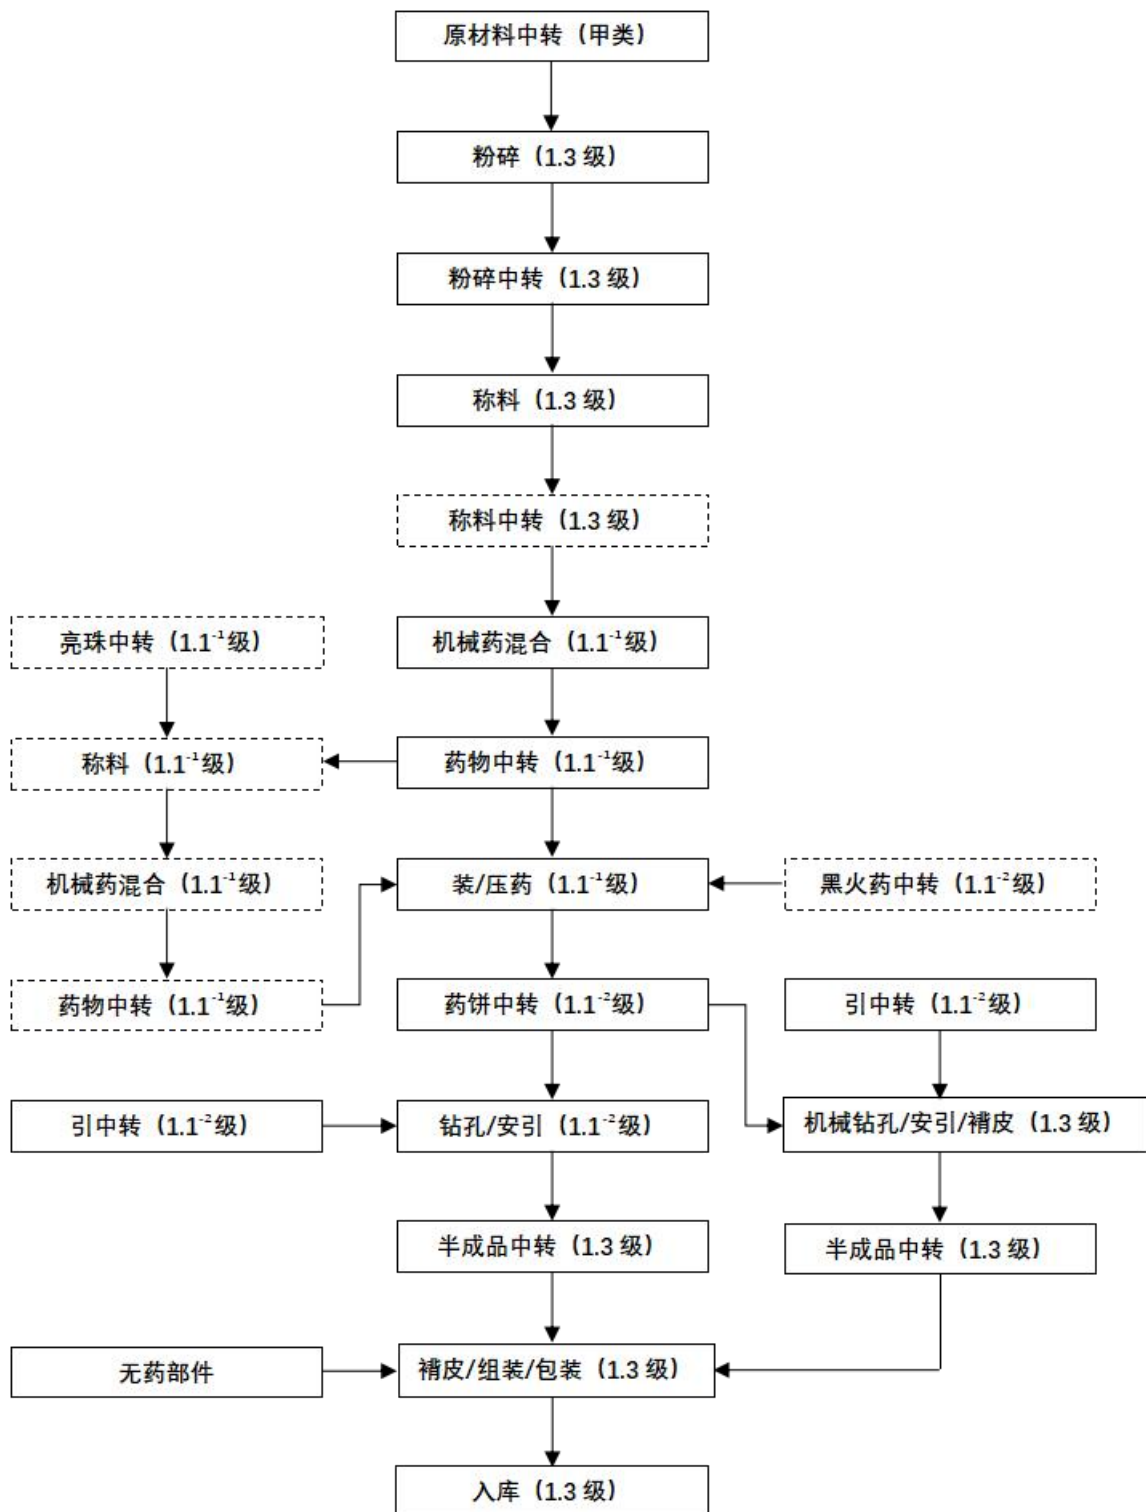 原材料中转（甲类）
粉碎（1.3 级）
粉碎中转（1.3 级）
称料（1.3 级）
称料中转（1.3 级）
亮珠中转（1.1⁻¹级）
机械药混合（1.1⁻¹级）
称料（1.1⁻¹级）
药物中转（1.1⁻¹级）
机械药混合（1.1⁻¹级）
装/压药（1.1⁻¹级）
黑火药中转（1.1⁻²级）
药物中转（1.1⁻¹级）
药饼中转（1.1⁻²级）
引中转（1.1⁻²级）
引中转（1.1⁻²级）
钻孔/安引（1.1⁻²级）
机械钻孔/安引/褙皮（1.3 级）
半成品中转（1.3 级）
半成品中转（1.3 级）
无药部件
褙皮/组装/包装（1.3 级）
入库（1.3 级）